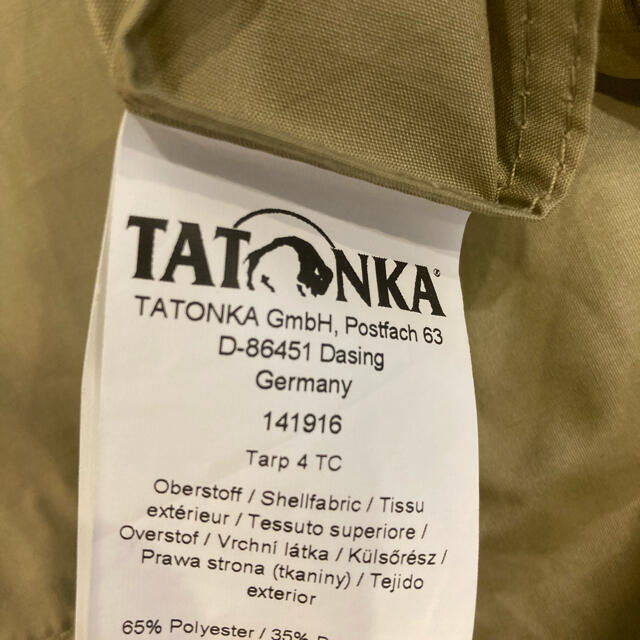 TATONKA®
TATONKA GmbH, Postfach 63
D-86451 Dasing
Germany
141916
Tarp 4 TC
Oberstoff / Shellfabric / Tissu
extérieur / Tessuto superiore /
Overstof / Vrchní látka / Külsőrész /
Prawa strona (tkaniny) / Tejido
exterior
65% Polyester / 35%